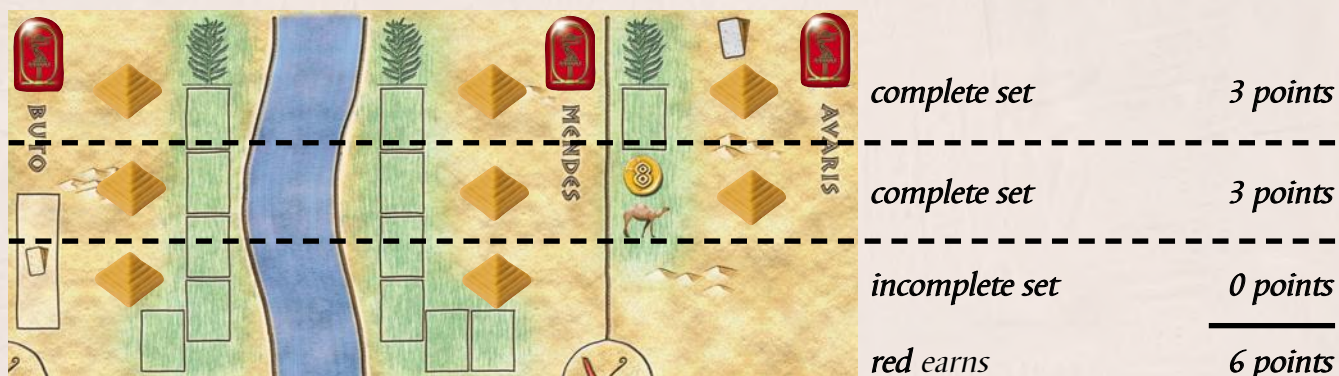 complete set 3 points
BUTO
MENDES
AVARIS
8
complete set 3 points
incomplete set 0 points
red earns 6 points